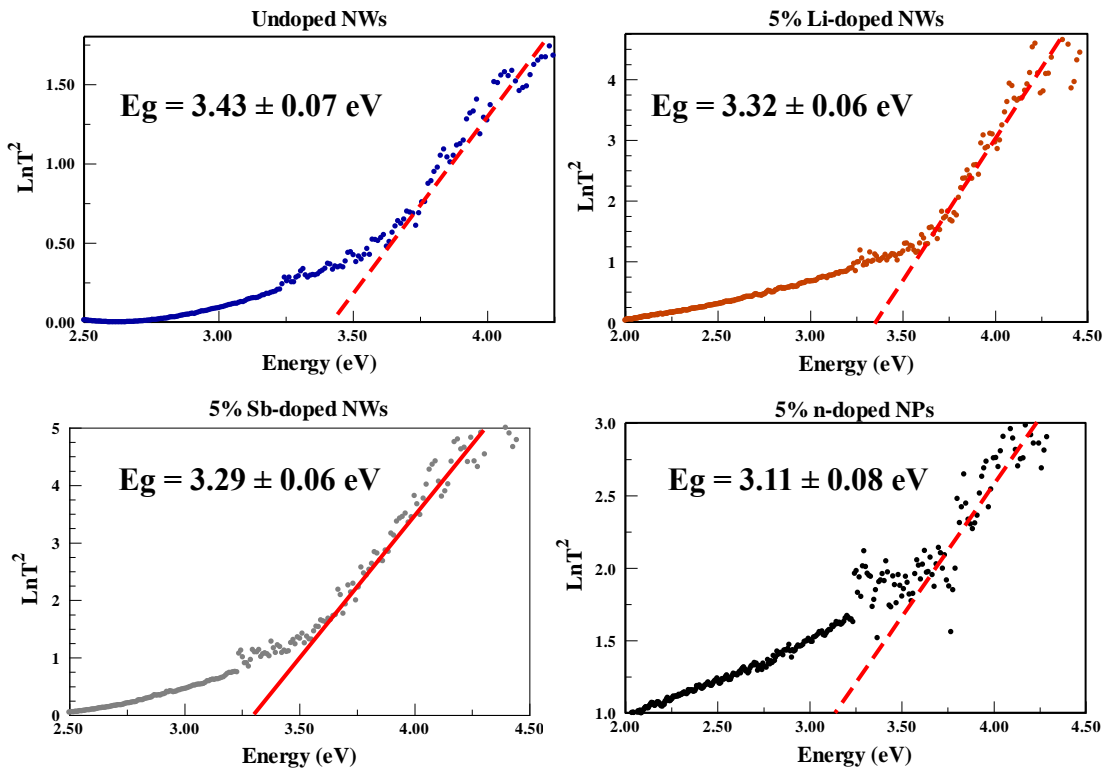 Undoped NWs
Eg = 3.43 ± 0.07 eV
LnT²
1.50
1.00
0.50
0.00
2.50
3.00
3.50
4.00
Energy (eV)
5% Li-doped NWs
Eg = 3.32 ± 0.06 eV
LnT²
4
3
2
1
0
2.00
2.50
3.00
3.50
4.00
4.50
Energy (eV)
5% Sb-doped NWs
Eg = 3.29 ± 0.06 eV
LnT²
5
4
3
2
1
0
2.50
3.00
3.50
4.00
4.50
Energy (eV)
5% n-doped NPs
Eg = 3.11 ± 0.08 eV
LnT²
3.0
2.5
2.0
1.5
1.0
2.00
2.50
3.00
3.50
4.00
4.50
Energy (eV)